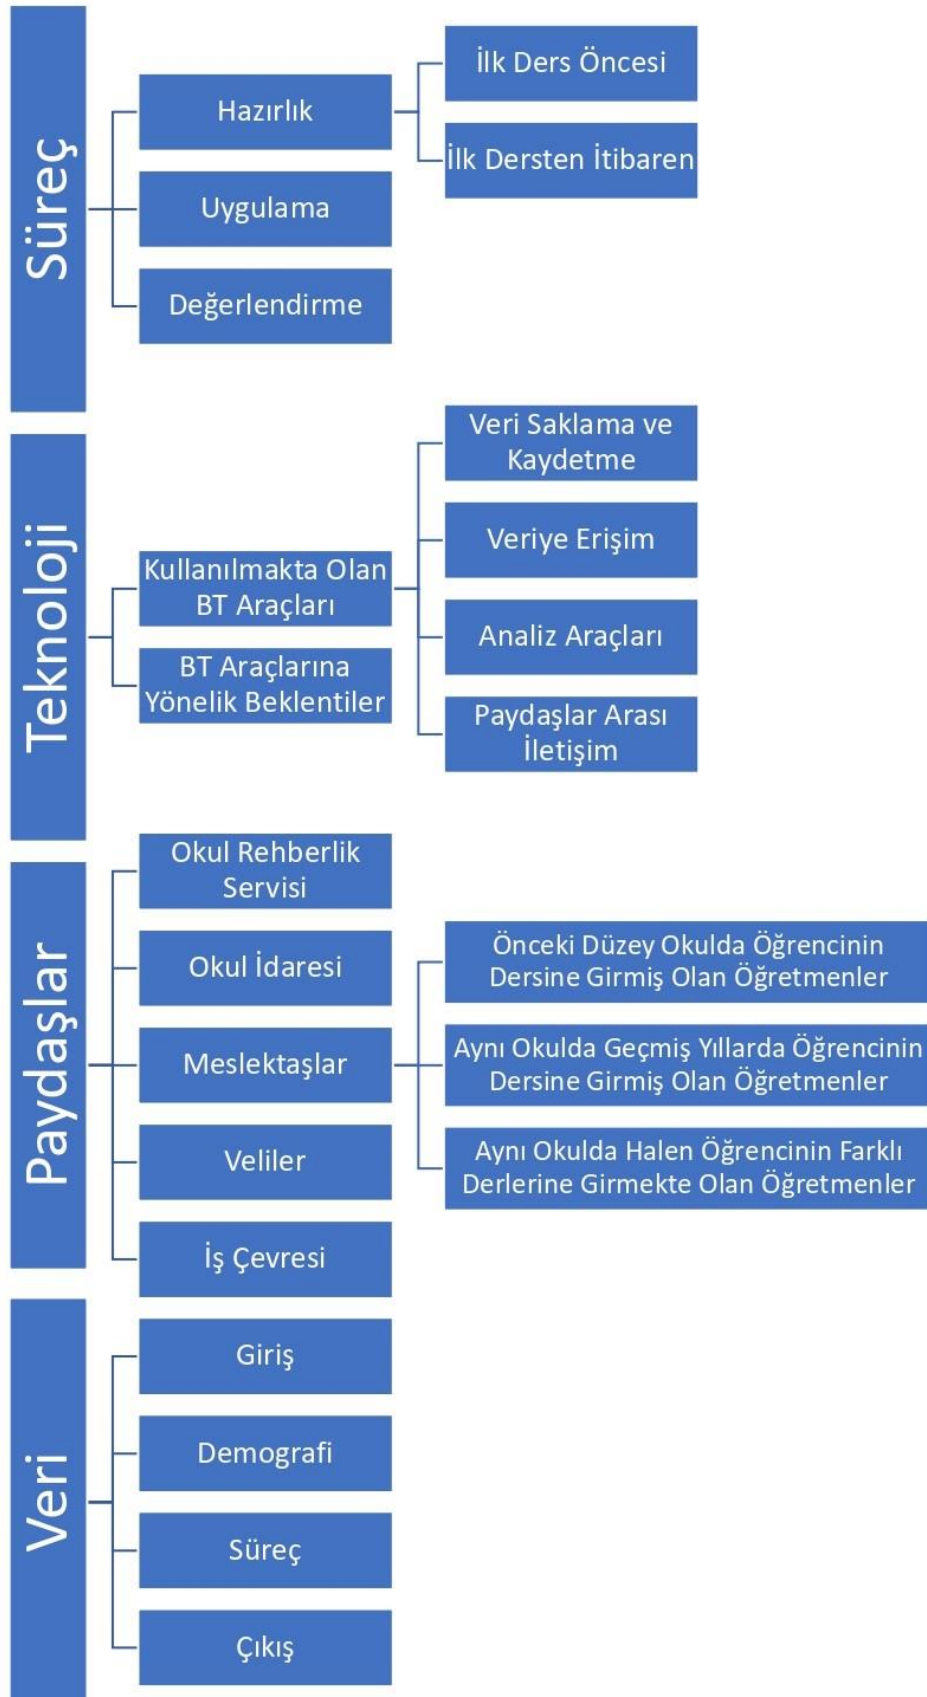 Süreç
Hazırlık
İlk Ders Öncesi
İlk Dersten İtibaren
Uygulama
Değerlendirme
Teknoloji
Kullanılmakta Olan
BT Araçları
Veri Saklama ve
Kaydetme
Veriye Erişim
Analiz Araçları
Paydaşlar Arası
İletişim
BT Araçlarına
Yönelik Beklentiler
Paydaşlar
Okul Rehberlik
Servisi
Okul İdaresi
Meslektaşlar
Önceki Düzey Okulda Öğrencinin
Dersine Girmiş Olan Öğretmenler
Aynı Okulda Geçmiş Yıllarda Öğrencinin
Dersine Girmiş Olan Öğretmenler
Aynı Okulda Halen Öğrencinin Farklı
Derlerine Girmekte Olan Öğretmenler
Veliler
İş Çevresi
Veri
Giriş
Demografi
Süreç
Çıkış